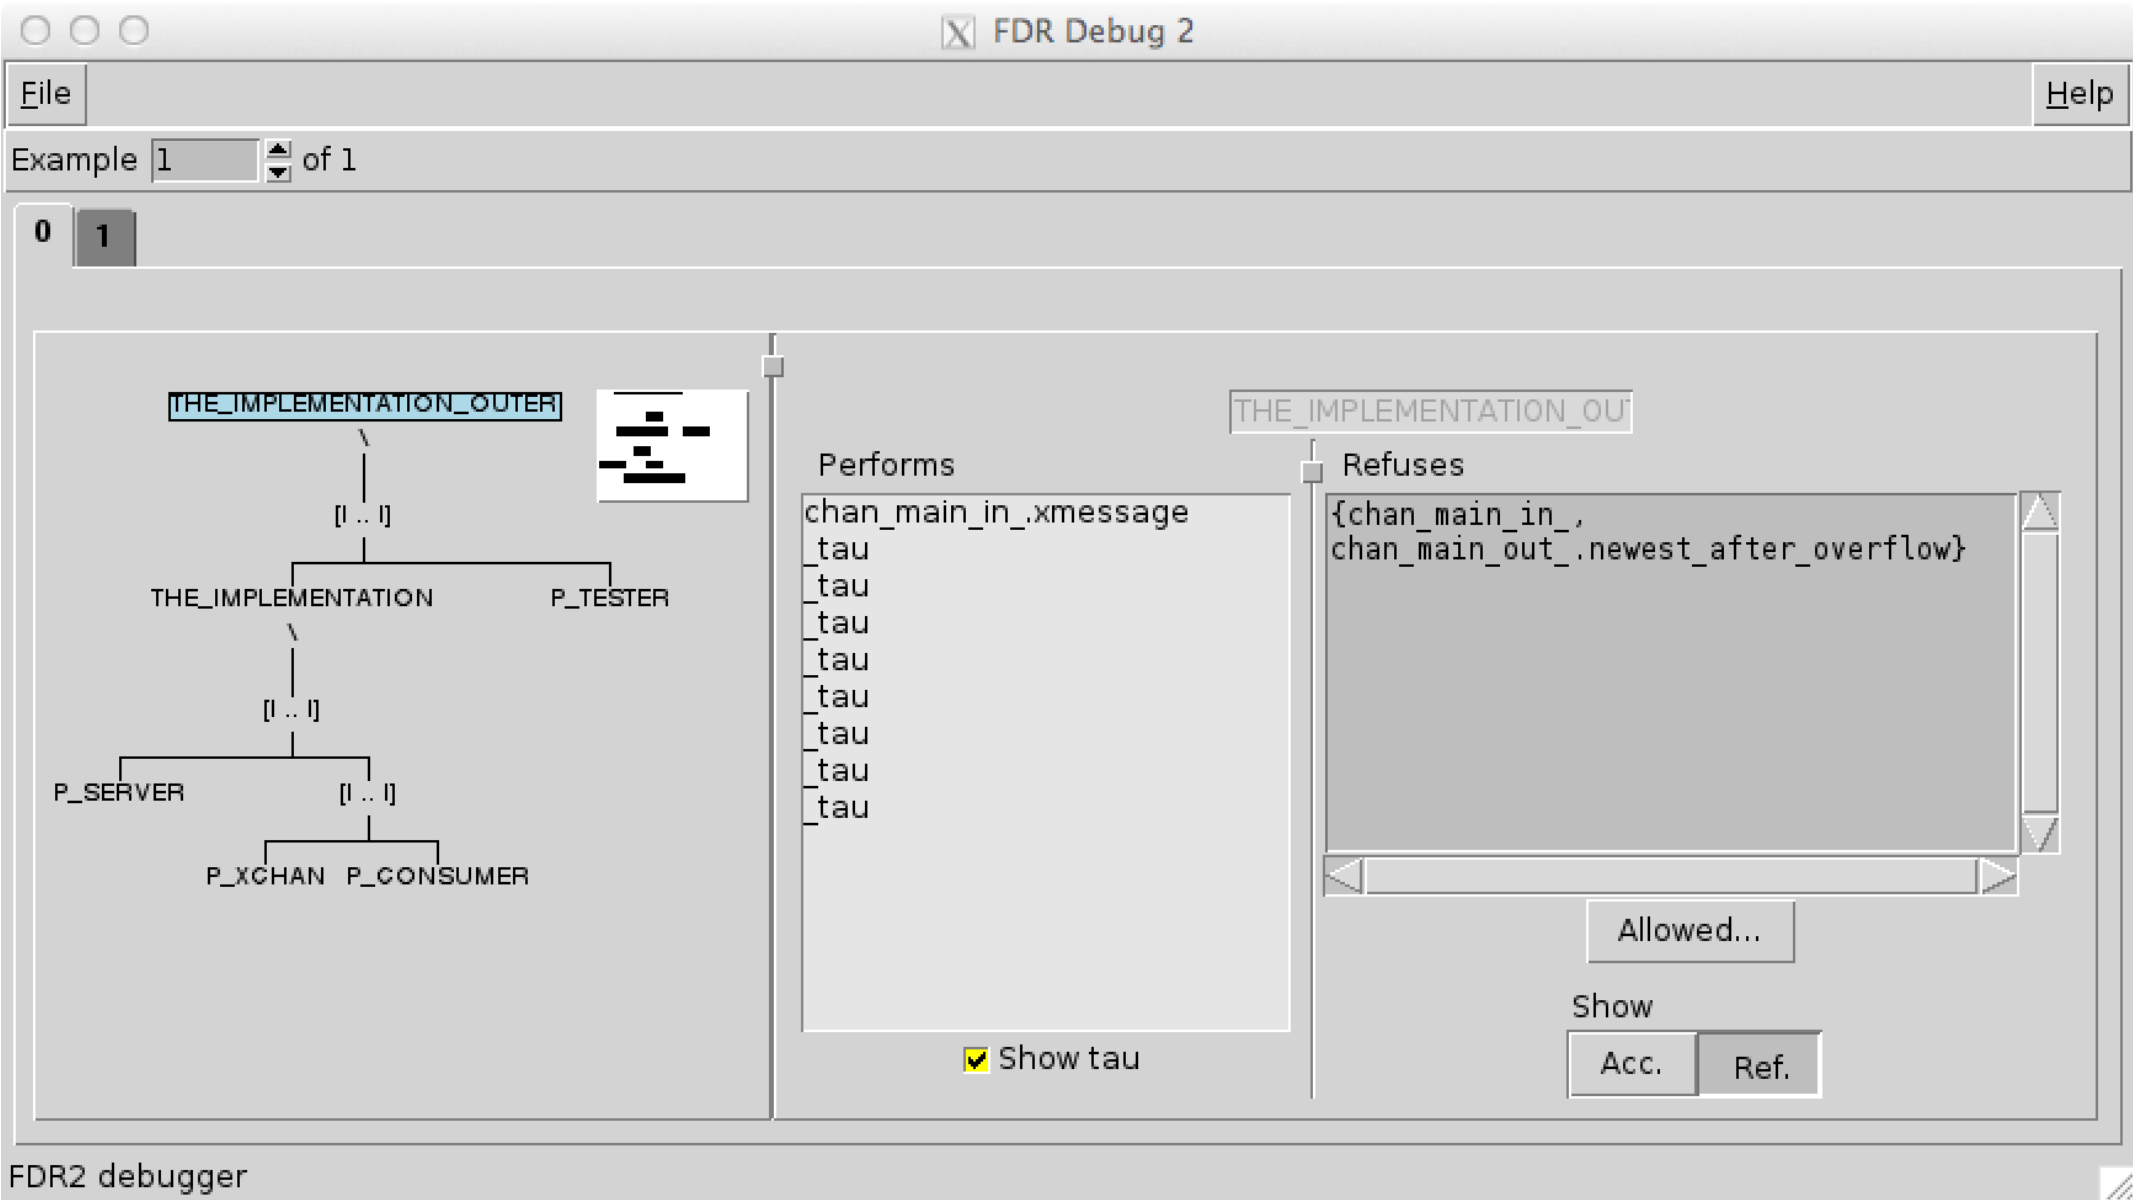 FDR Debug 2
File
Help
Example 1 of 1
0 1
THE_IMPLEMENTATION_OUTER
\
[I .. I]
THE_IMPLEMENTATION P_TESTER
\
[I .. I]
P_SERVER [I .. I]
P_XCHAN P_CONSUMER
THE_IMPLEMENTATION_OU
Performs
chan_main_in_.xmessage
_tau
_tau
_tau
_tau
_tau
_tau
_tau
_tau
Show tau
Refuses
{chan_main_in_,
chan_main_out_.newest_after_overflow}
Allowed...
Show
Acc. Ref.
FDR2 debugger